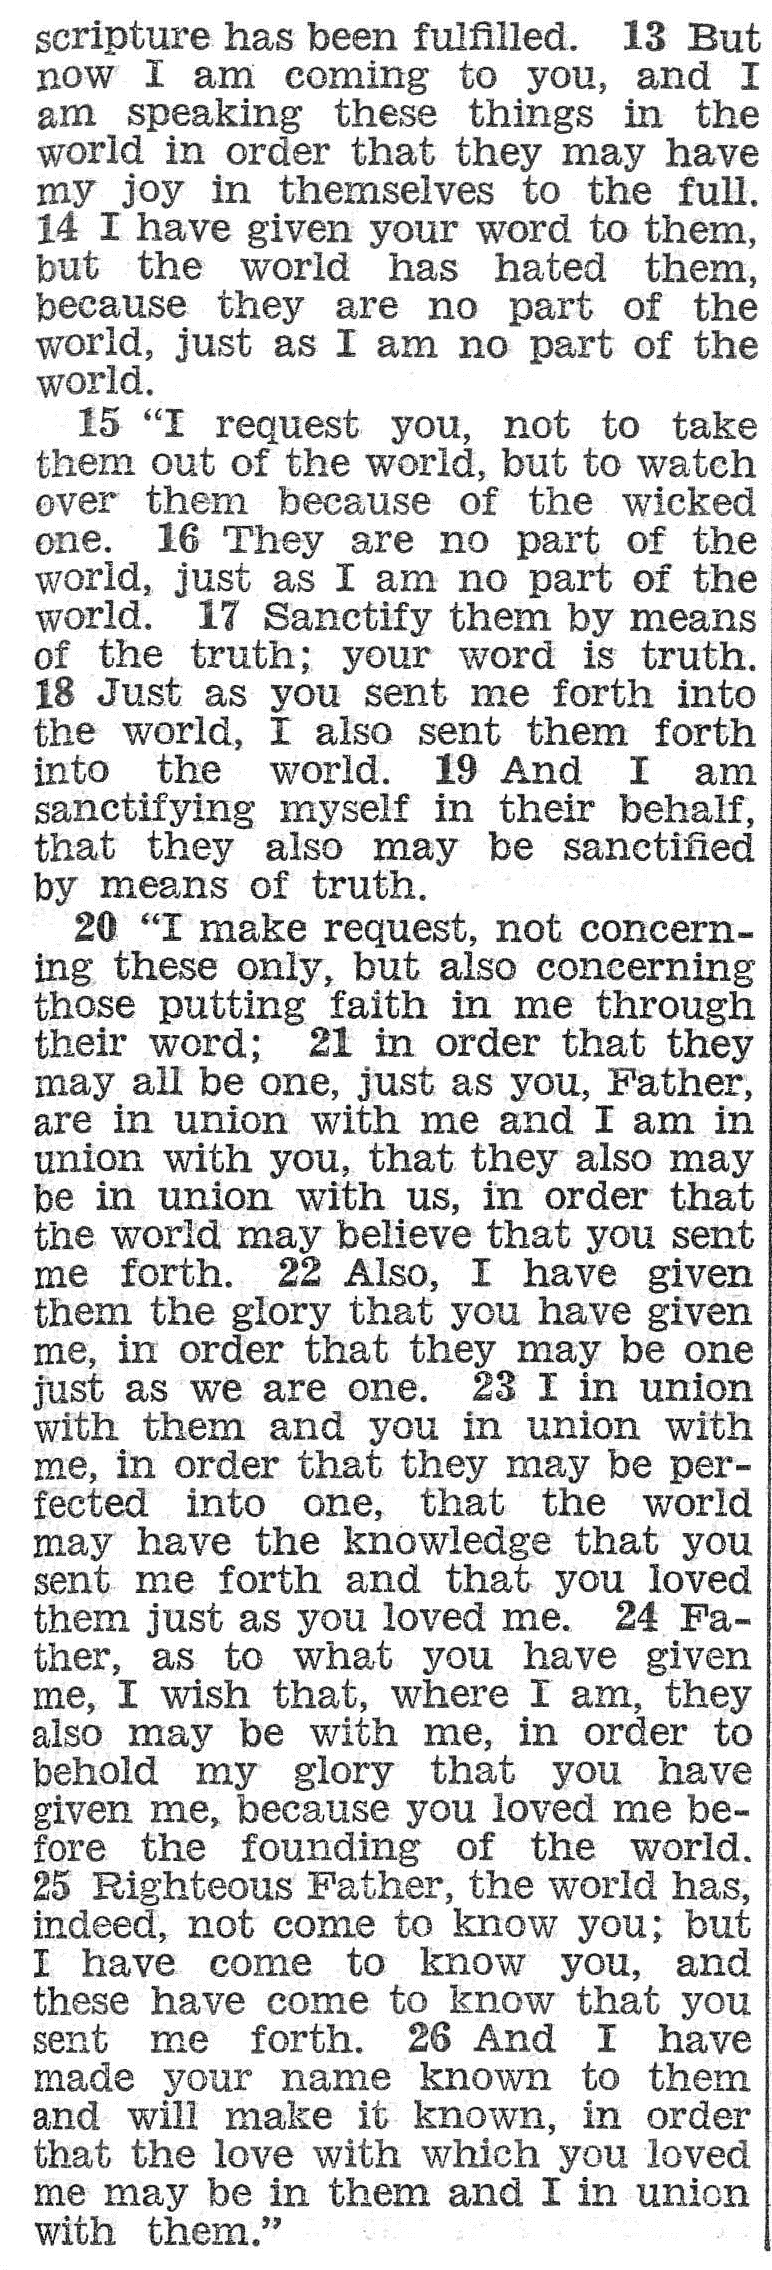 scripture has been fulfilled. 13 But
now I am coming to you, and I
am speaking these things in the
world in order that they may have
my joy in themselves to the full.
14 I have given your word to them,
but the world has hated them,
because they are no part of the
world, just as I am no part of the
world.
15 “I request you, not to take
them out of the world, but to watch
over them because of the wicked
one. 16 They are no part of the
world, just as I am no part of the
world. 17 Sanctify them by means
of the truth; your word is truth.
18 Just as you sent me forth into
the world, I also sent them forth
into the world. 19 And I am
sanctifying myself in their behalf,
that they also may be sanctified
by means of truth.
20 “I make request, not concern-
ing these only, but also concerning
those putting faith in me through
their word; 21 in order that they
may all be one, just as you, Father,
are in union with me and I am in
union with you, that they also may
be in union with us, in order that
the world may believe that you sent
me forth. 22 Also, I have given
them the glory that you have given
me, in order that they may be one
just as we are one. 23 I in union
with them and you in union with
me, in order that they may be per-
fected into one, that the world
may have the knowledge that you
sent me forth and that you loved
them just as you loved me. 24 Fa-
ther, as to what you have given
me, I wish that, where I am, they
also may be with me, in order to
behold my glory that you have
given me, because you loved me be-
fore the founding of the world.
25 Righteous Father, the world has,
indeed, not come to know you; but
I have come to know you, and
these have come to know that you
sent me forth. 26 And I have
made your name known to them
and will make it known, in order
that the love with which you loved
me may be in them and I in union
with them.”